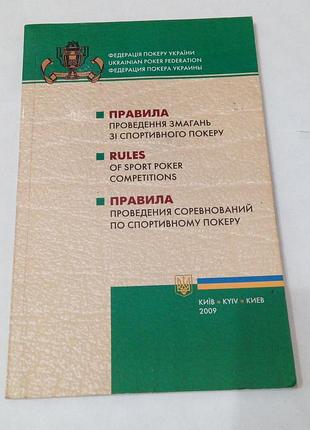 ФЕДЕРАЦІЯ ПОКЕРУ УКРАЇНИ
UKRAINIAN POKER FEDERATION
ФЕДЕРАЦИЯ ПОКЕРА УКРАИНЫ
ПРАВИЛА
ПРОВЕДЕННЯ ЗМАГАНЬ
ЗІ СПОРТИВНОГО ПОКЕРУ
RULES
OF SPORT POKER
COMPETITIONS
ПРАВИЛА
ПРОВЕДЕНИЯ СОРЕВНОВАНИЙ
ПО СПОРТИВНОМУ ПОКЕРУ
КИЇВ KYIV КИЕВ
2009